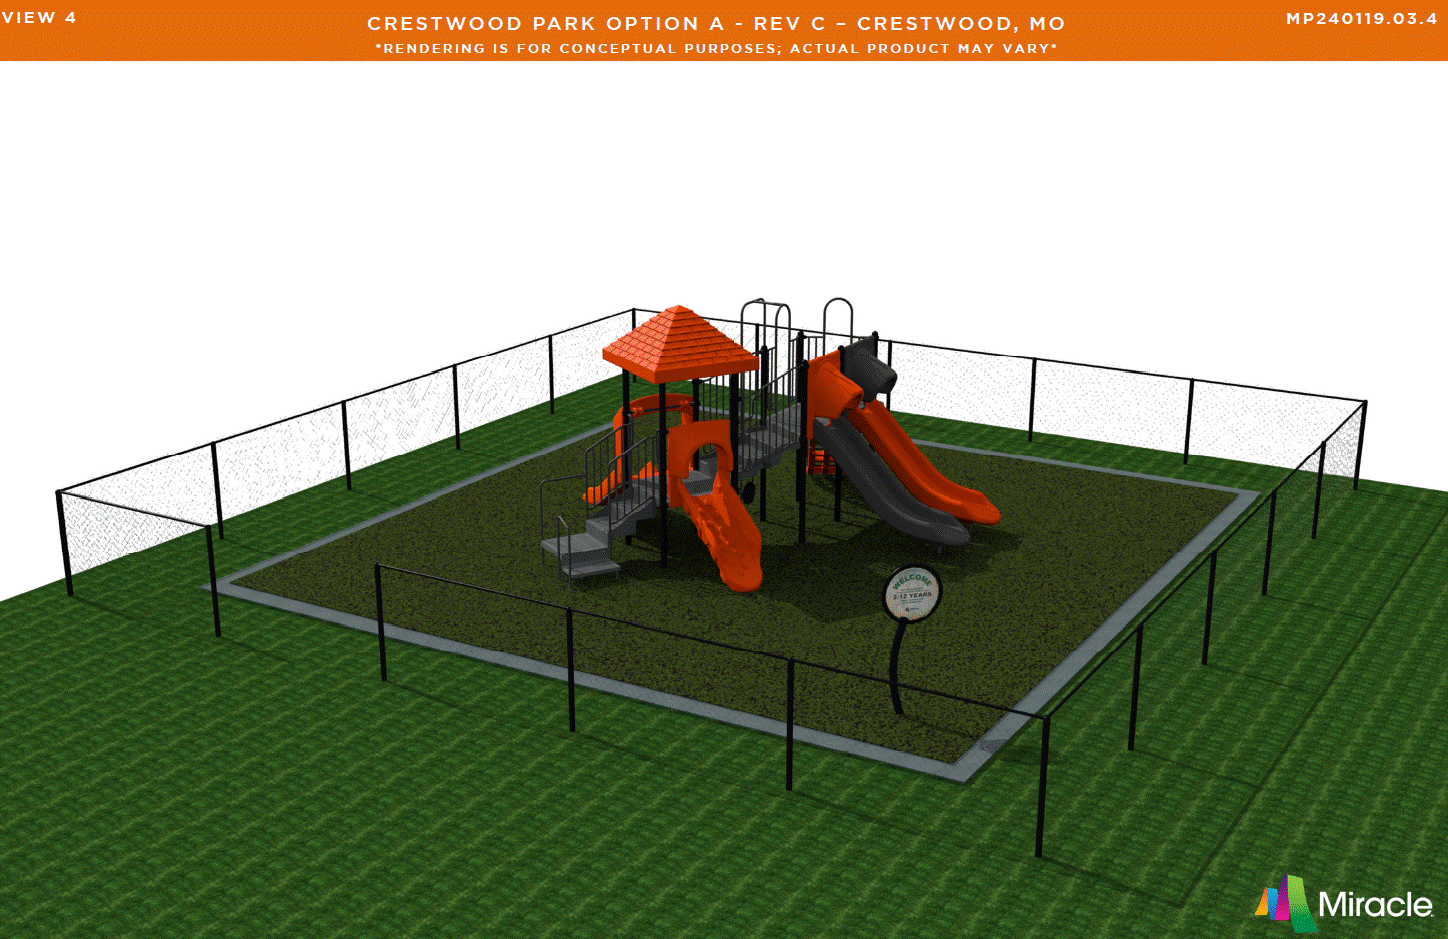 VIEW 4
CRESTWOOD PARK OPTION A - REV C – CRESTWOOD, MO
MP240119.03.4
*RENDERING IS FOR CONCEPTUAL PURPOSES; ACTUAL PRODUCT MAY VARY*
WELCOME
2-12 YEARS
Miracle